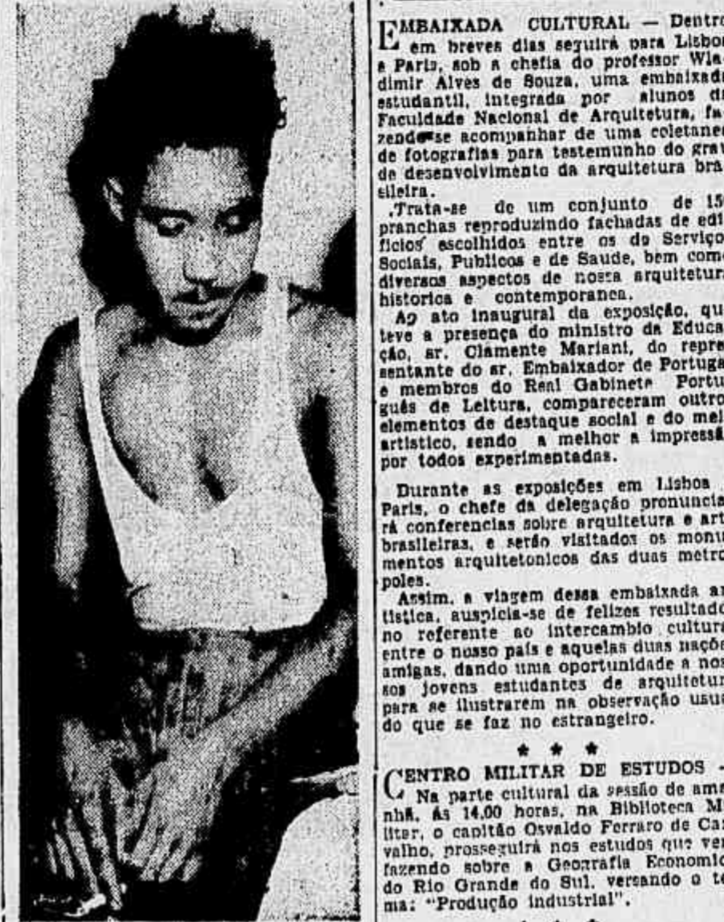 EMBAIXADA CULTURAL — Dentro
em breves dias seguirá para Lisboa
e Paris, sob a chefia do professor Wla-
dimir Alves de Souza, uma embaixada
estudantil, integrada por alunos da
Faculdade Nacional de Arquitetura, fa-
zendo-se acompanhar de uma coletanea
de fotografias para testemunho do
de desenvolvimento da arquitetura bra-
sileira.
Trata-se de um conjunto de
pranchas reproduzindo fachadas de edi-
ficios escolhidos entre os do Serviço
Sociais, Publicos e de Saude, bem como
diversos aspectos de nossa arquitetura
historica e contemporanea.
Ao ato inaugural da exposição, que
teve a presença do ministro da Educa-
ção, sr. Clemente Mariani, do repre-
sentante do sr. Embaixador de Portugal
e membros do Real Gabinete Portu-
guês de Leitura, compareceram outros
elementos de destaque social e do meio
artistico, sendo a melhor a impressã
por todos experimentadas.
Durante as exposições em Lisboa
Paris, o chefe da delegação pronuncia-
rá conferencias sobre arquitetura e arte
brasileiras, e serão visitados os monu-
mentos arquitetonicos das duas metro-
poles.
Assim, a viagem dessa embaixada ar-
tistica, auspicia-se de felizes resultado
no referente ao intercambio cultura
entre o nosso país e aquelas duas naçõe
amigas, dando uma oportunidade a nos-
sos jovens estudantes de arquitetura
para se ilustrarem na observação usua
do que se faz no estrangeiro.
* * *
CENTRO MILITAR DE ESTUDOS -
Na parte cultural da sessão de ama-
nhã, ás 14,00 horas, na Biblioteca Mi-
litar, o capitão Osvaldo Ferraro de Car-
valho, prosseguirá nos estudos que vem
fazendo sobre a Geografia Economic
do Rio Grande do Sul, versando o te-
ma: "Produção industrial".